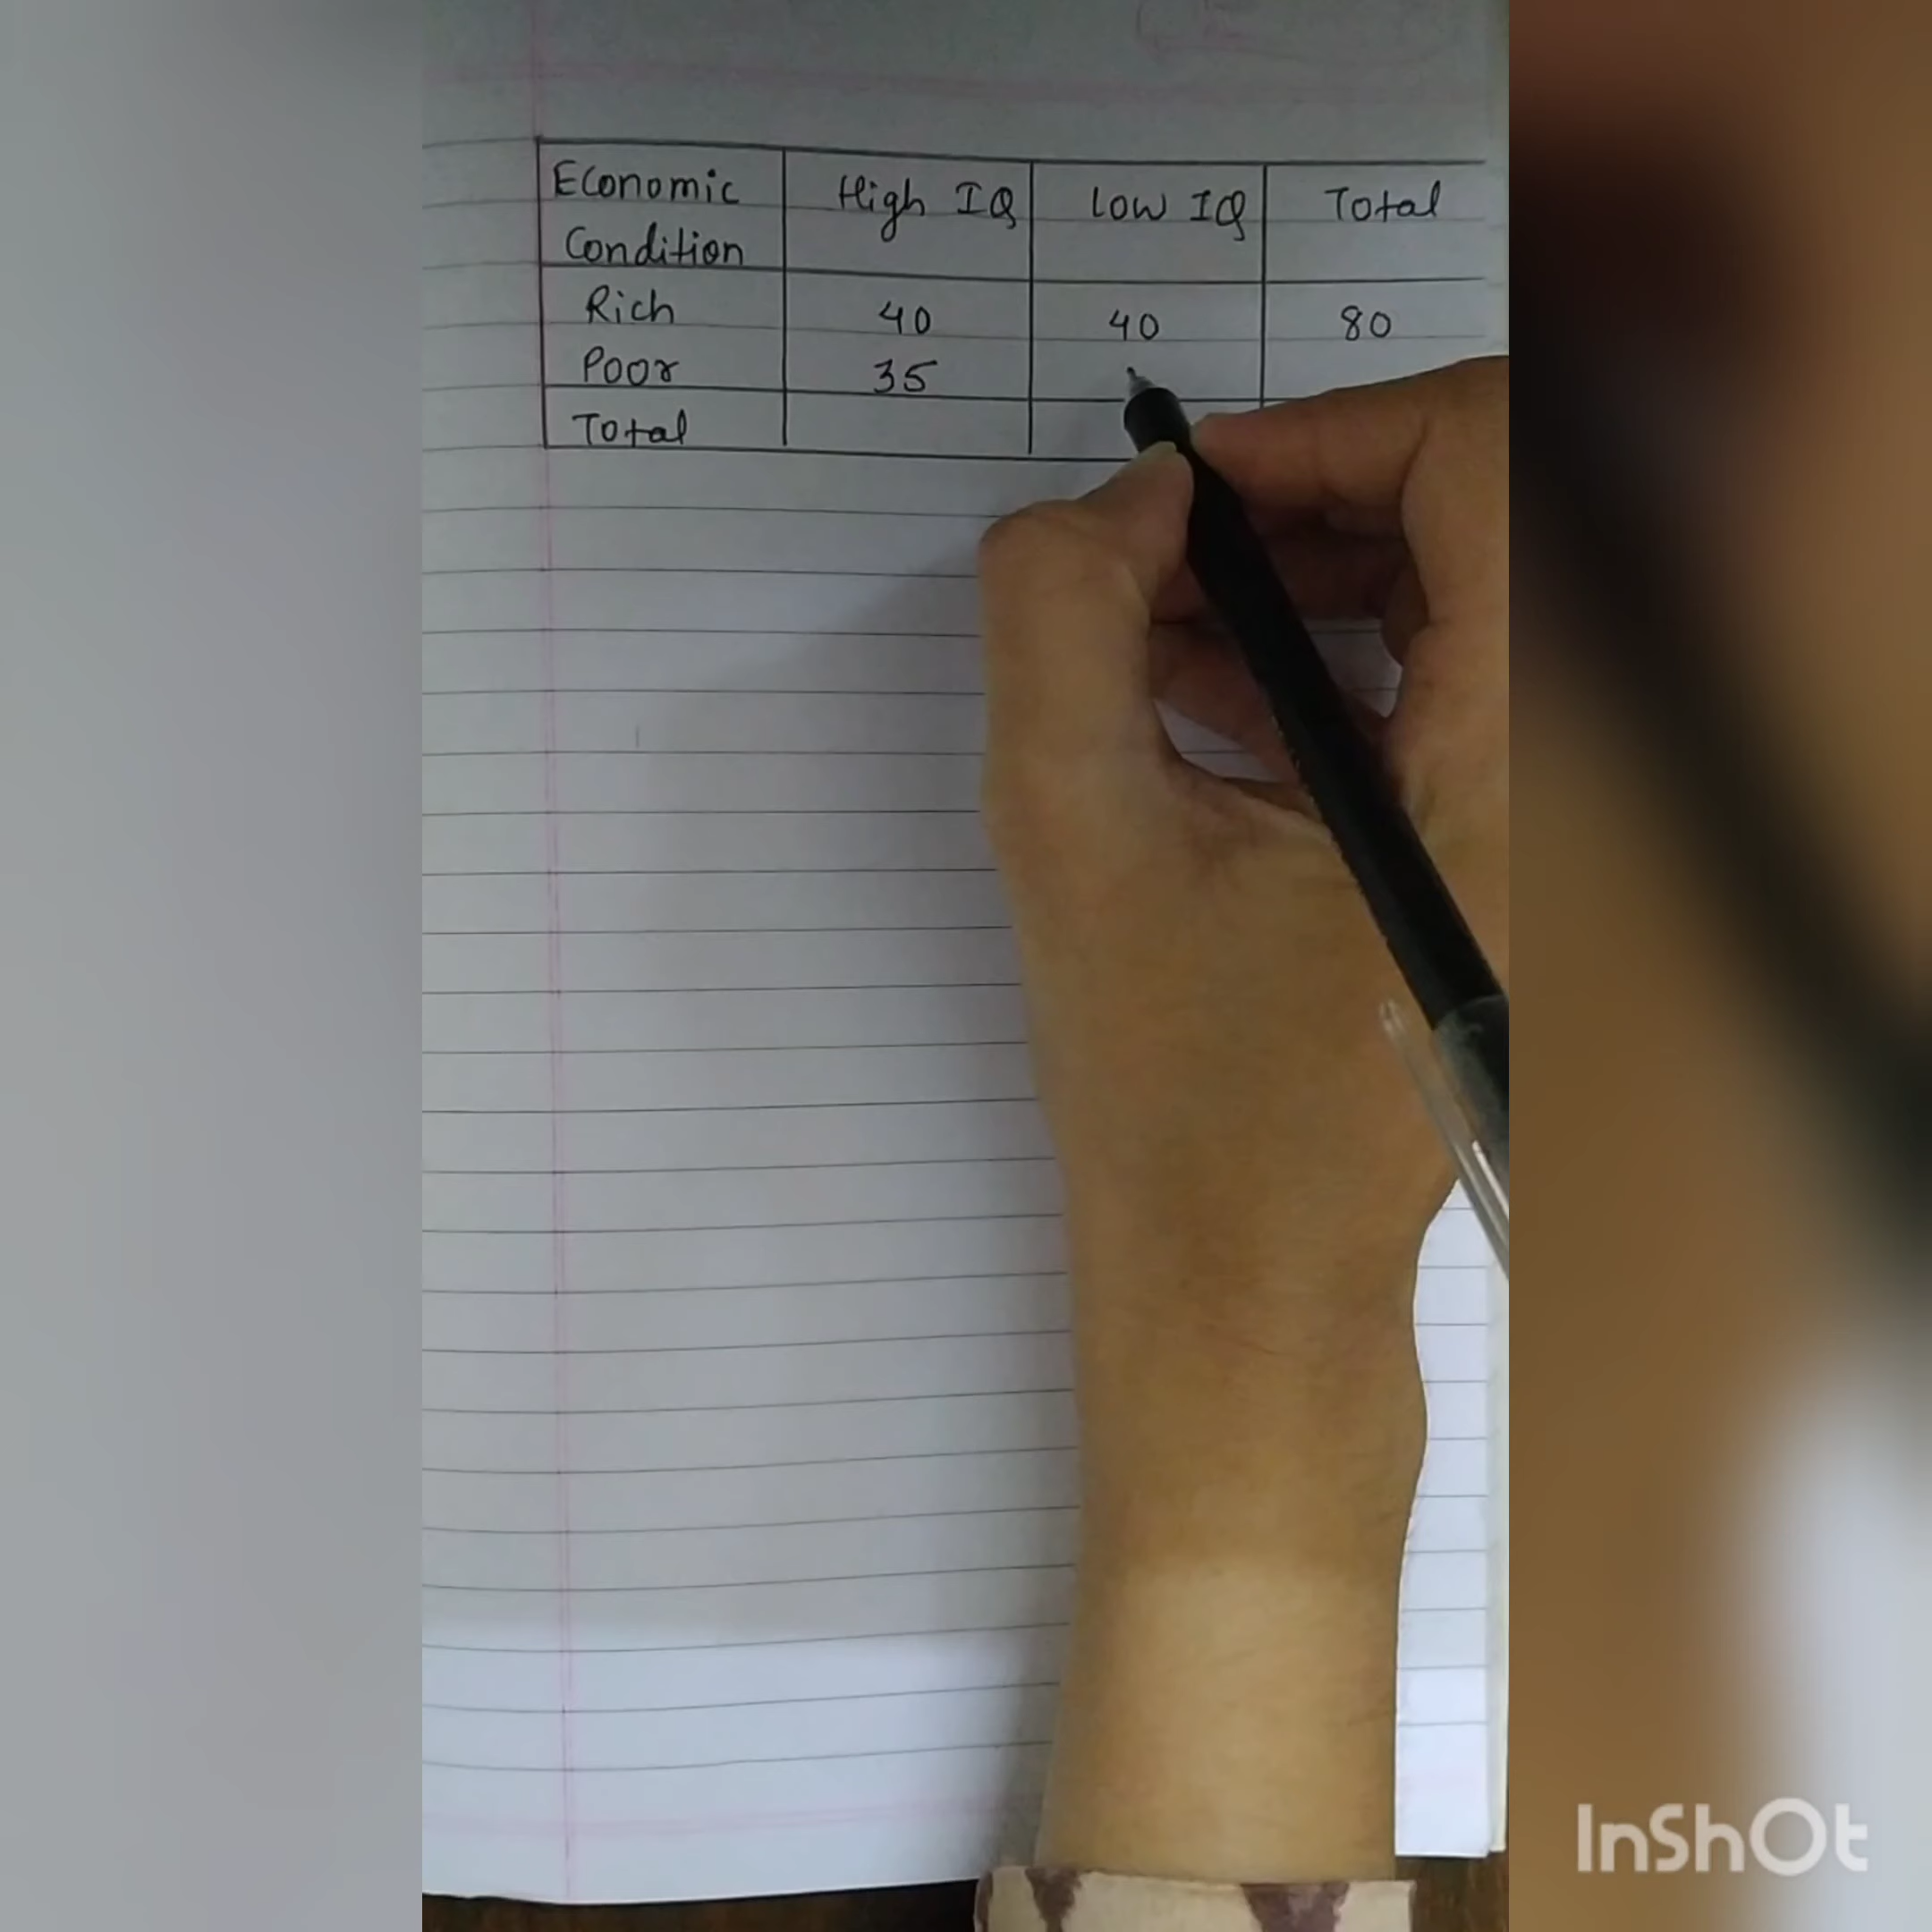 Economic Condition High IQ Low IQ Total
Rich 40 40 80
Poor 35
Total
InShOt